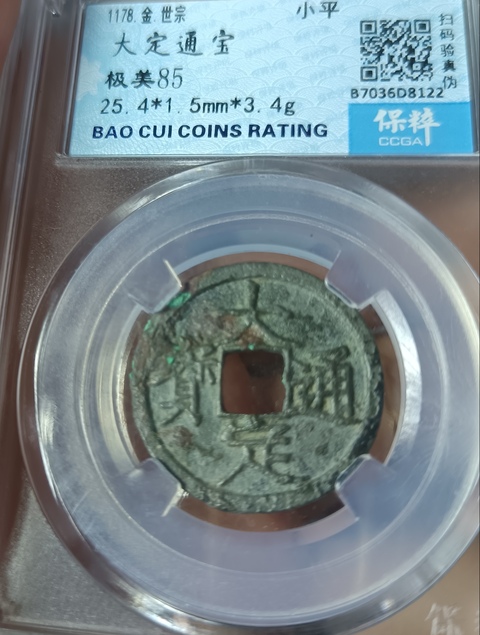 1178.金.世宗
小平
大定通宝
极美85
25.4*1.5mm*3.4g
BAO CUI COINS RATING
扫码验真伪
B7036D8122
保粹
CCGA
大定通寳